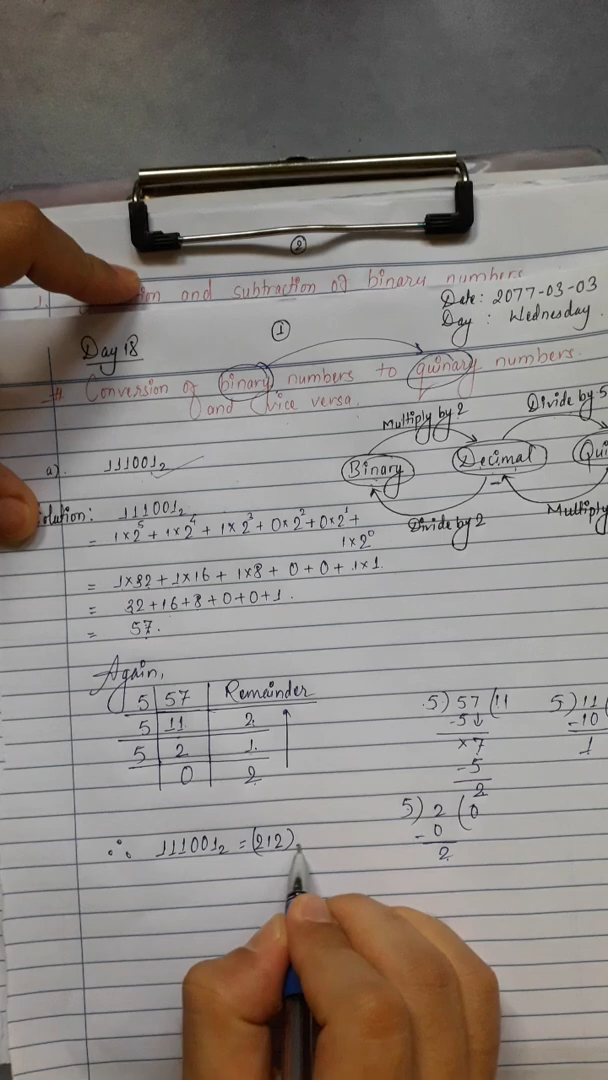 ②
1. ion and subtraction of binary numbers
Date: 2077-03-03
①
Day : Wednesday.
Day 18
# Conversion of binary numbers to quinary numbers.
and vice versa.
Multiply by 2
Divide by 5
a). 111001₂
Binary
Decimal
Qui
Divide by 2
Multiply
olution: 111001₂
= 1×2⁵ + 1×2⁴ + 1×2³ + 0×2² + 0×2¹ +
1×2⁰
= 1×32 + 1×16 + 1×8 + 0 + 0 + 1×1
= 32+16+8+0+0+1.
= 57.
Again,
5 | 57 | Remainder
5 | 11 | 2
5 | 2 | 1
0 | 2
5) 57 (11
-5↓
×7
-5
2
5) 11 (
-10
1
5) 2 (0
-0
2
∴ 111001₂ = (212)